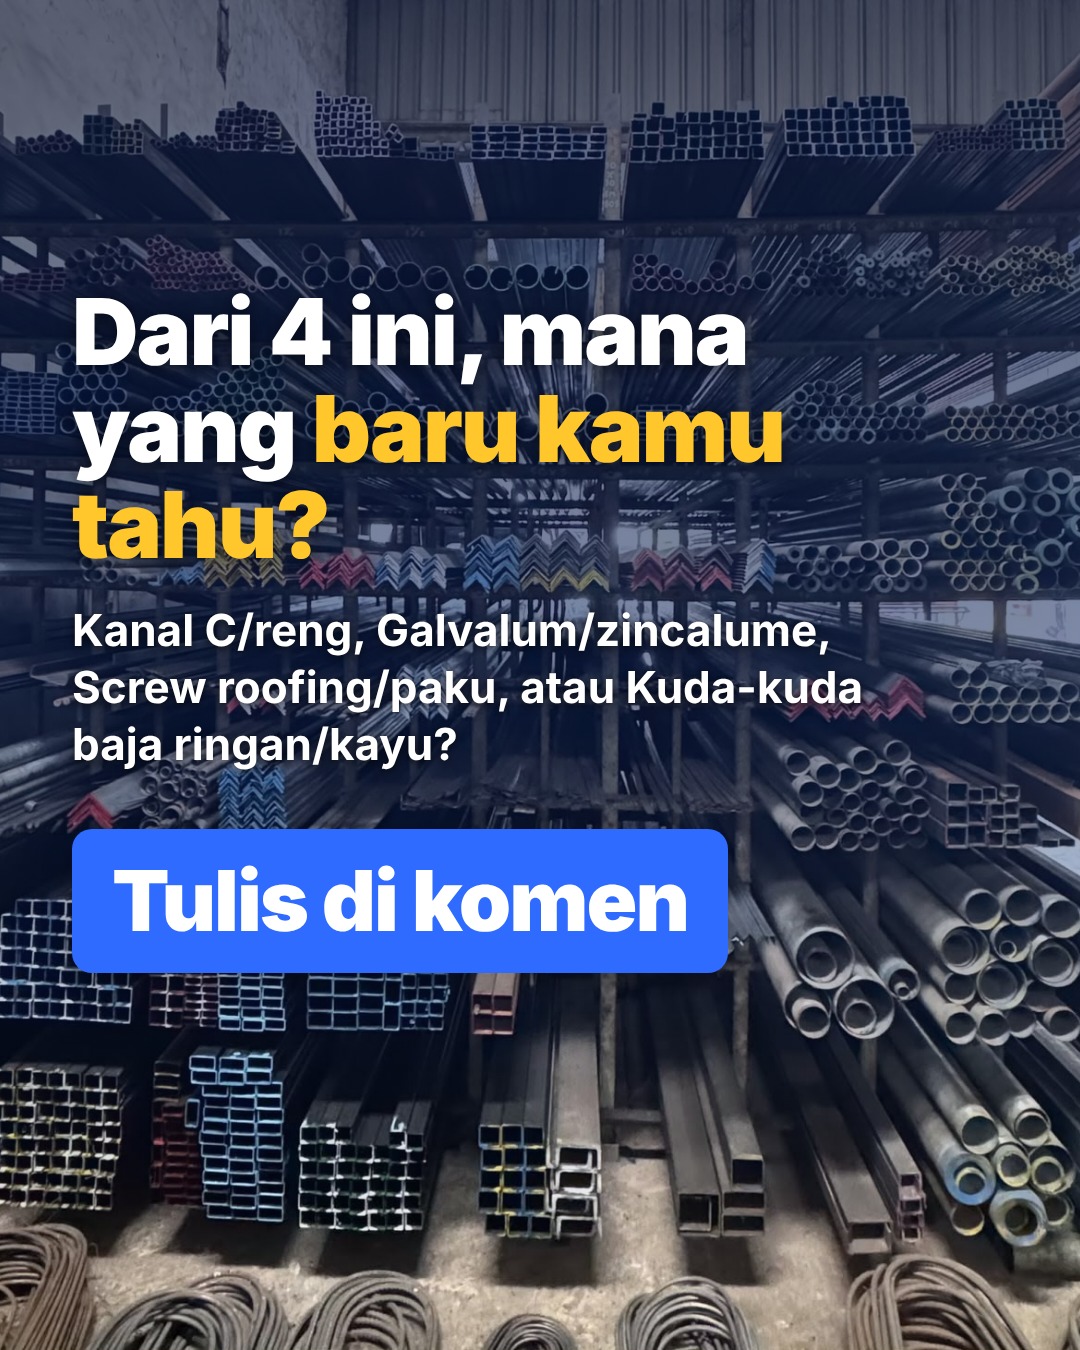 Dari 4 ini, mana
yang baru kamu
tahu?
Kanal C/reng, Galvalum/zincalume,
Screw roofing/paku, atau Kuda-kuda
baja ringan/kayu?
Tulis di komen